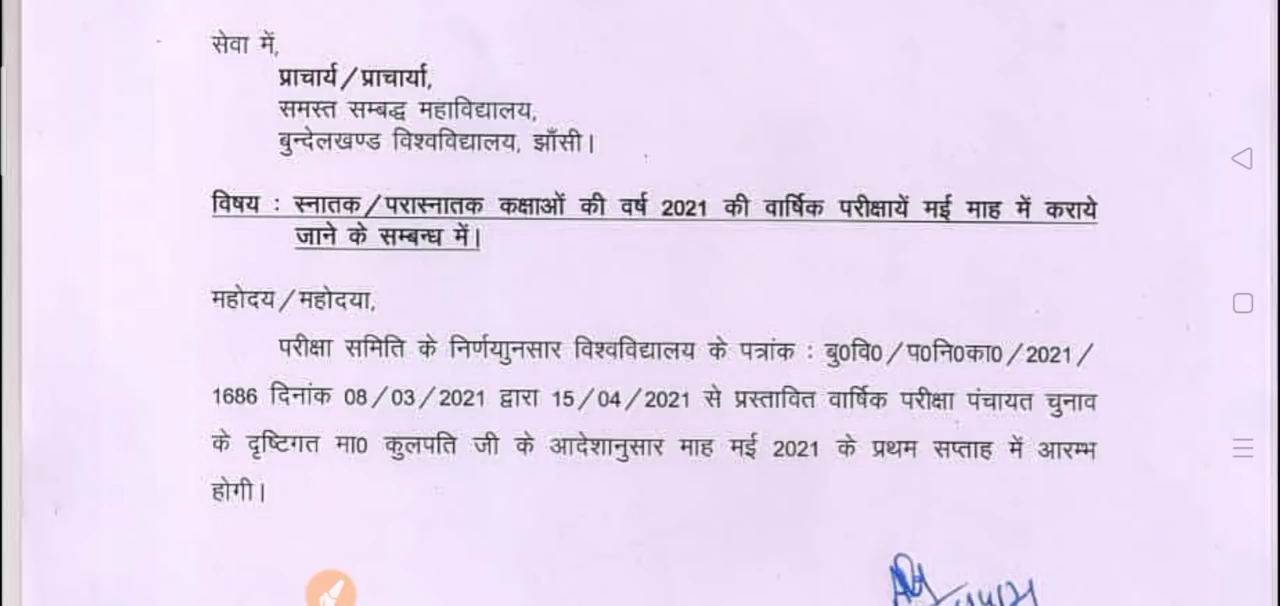 सेवा में,
प्राचार्य/प्राचार्या,
समस्त सम्बद्ध महाविद्यालय,
बुन्देलखण्ड विश्वविद्यालय, झाँसी।
विषय : स्नातक/परास्नातक कक्षाओं की वर्ष 2021 की वार्षिक परीक्षायें मई माह में कराये
जाने के सम्बन्ध में।
महोदय/महोदया,
परीक्षा समिति के निर्णयाुनसार विश्वविद्यालय के पत्रांक : बु0वि0/प0नि0का0/2021/
1686 दिनांक 08/03/2021 द्वारा 15/04/2021 से प्रस्तावित वार्षिक परीक्षा पंचायत चुनाव
के दृष्टिगत मा0 कुलपति जी के आदेशानुसार माह मई 2021 के प्रथम सप्ताह में आरम्भ
होगी।